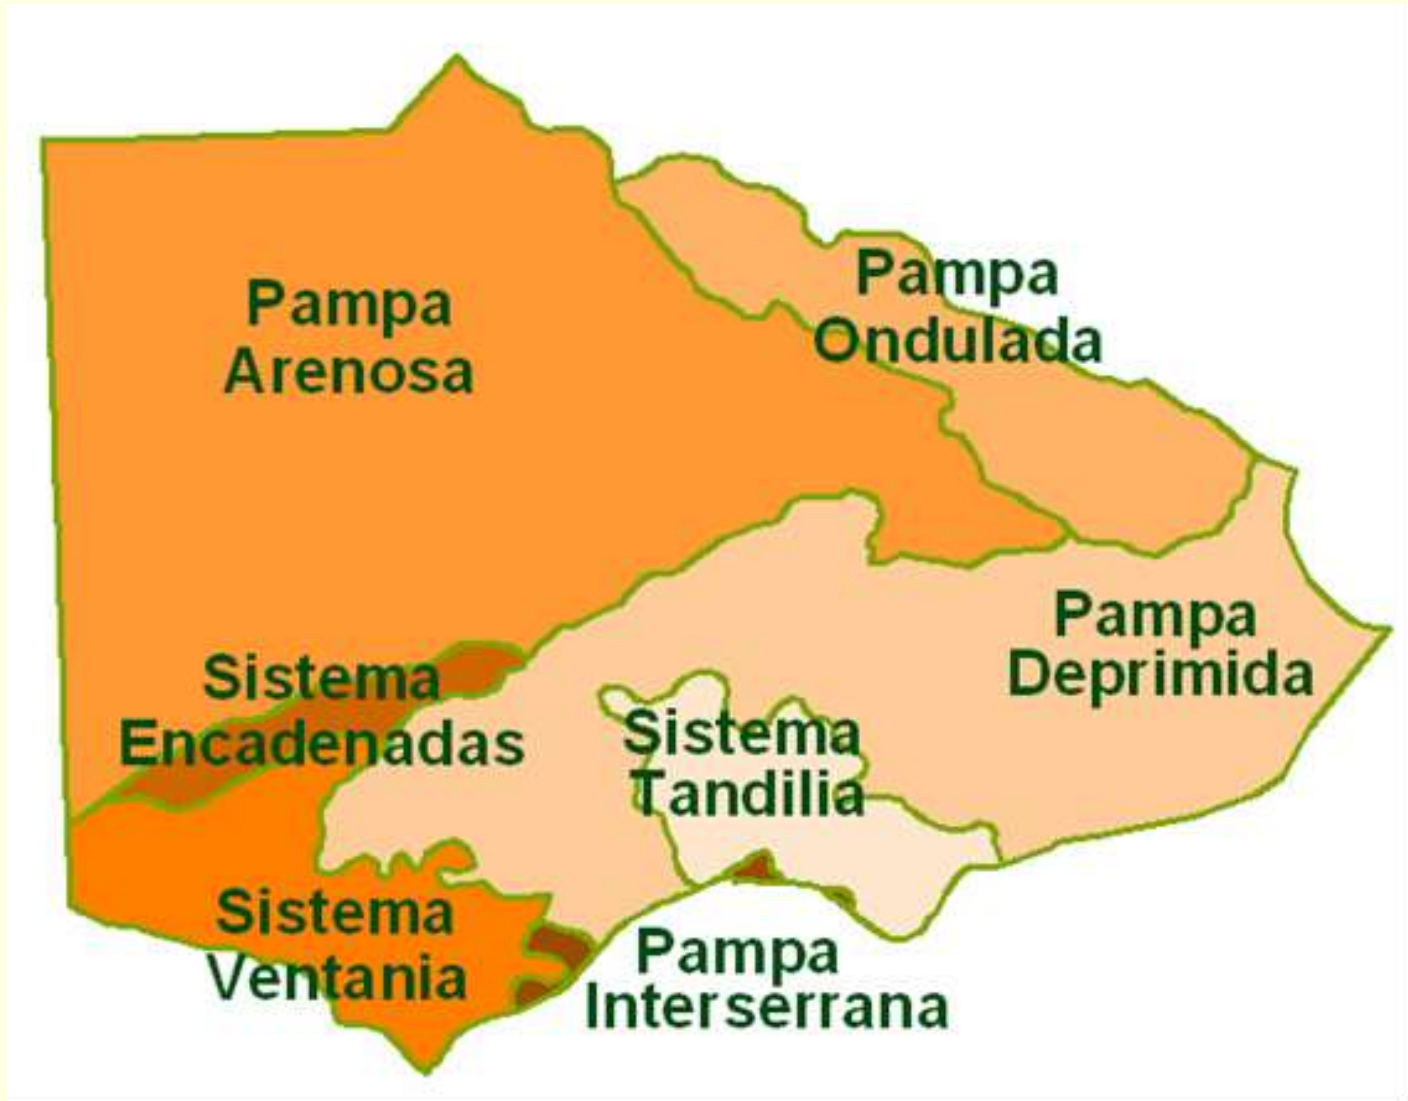 Pampa
Arenosa
Pampa
Ondulada
Pampa
Deprimida
Sistema
Encadenadas
Sistema
Tandilia
Sistema
Ventania
Pampa
Interserrana